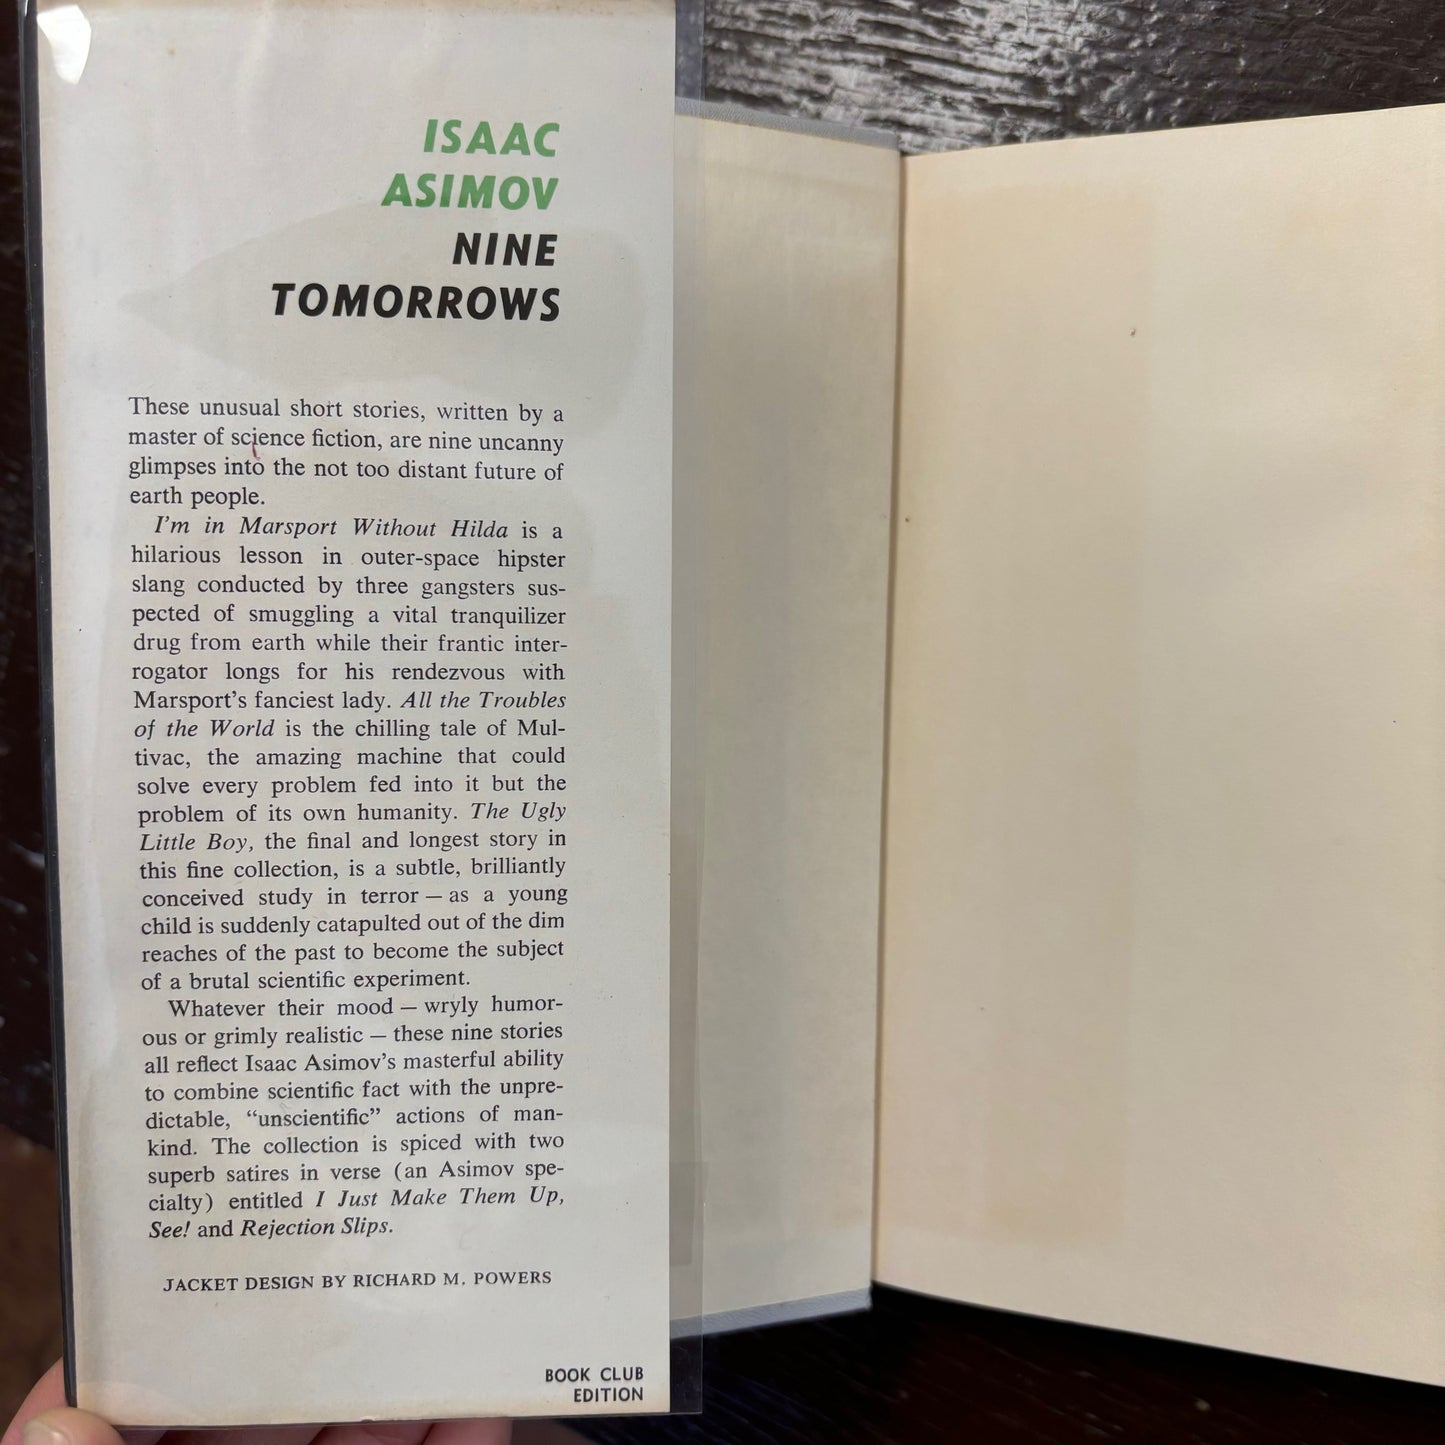 ISAAC
ASIMOV
NINE
TOMORROWS
These unusual short stories, written by a
master of science fiction, are nine uncanny
glimpses into the not too distant future of
earth people.
I'm in Marsport Without Hilda is a
hilarious lesson in outer-space hipster
slang conducted by three gangsters sus-
pected of smuggling a vital tranquilizer
drug from earth while their frantic inter-
rogator longs for his rendezvous with
Marsport's fanciest lady. All the Troubles
of the World is the chilling tale of Mul-
tivac, the amazing machine that could
solve every problem fed into it but the
problem of its own humanity. The Ugly
Little Boy, the final and longest story in
this fine collection, is a subtle, brilliantly
conceived study in terror — as a young
child is suddenly catapulted out of the dim
reaches of the past to become the subject
of a brutal scientific experiment.
Whatever their mood — wryly humor-
ous or grimly realistic — these nine stories
all reflect Isaac Asimov's masterful ability
to combine scientific fact with the unpre-
dictable, “unscientific” actions of man-
kind. The collection is spiced with two
superb satires in verse (an Asimov spe-
cialty) entitled I Just Make Them Up,
See! and Rejection Slips.
JACKET DESIGN BY RICHARD M. POWERS
BOOK CLUB
EDITION